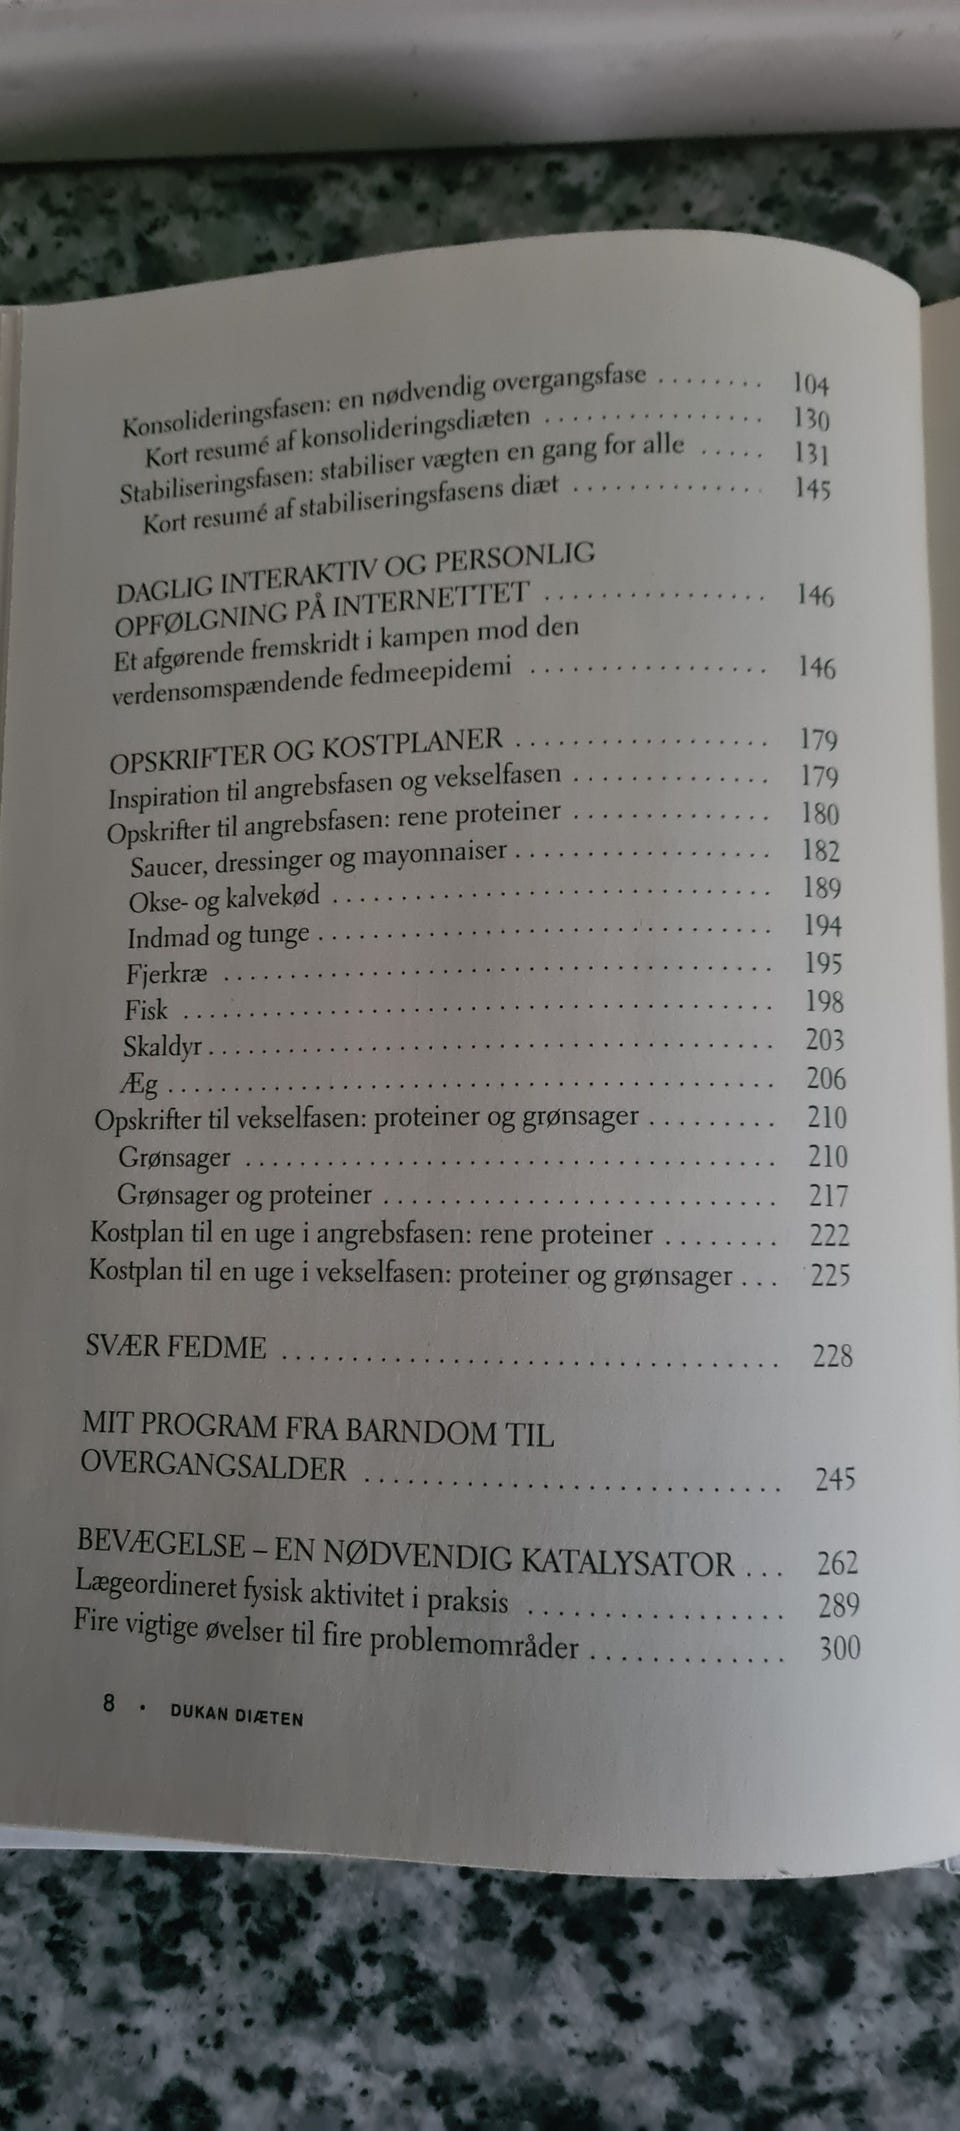 Konsolideringsfasen: en nødvendig overgangsfase ........ 104
Kort resumé af konsolideringsdiæten ............... 130
Stabiliseringsfasen: stabiliser vægten en gang for alle ..... 131
Kort resumé af stabiliseringsfasens diæt .............. 145
DAGLIG INTERAKTIV OG PERSONLIG
OPFØLGNING PÅ INTERNETTET ................ 146
Et afgørende fremskridt i kampen mod den
verdensomspændende fedmeepidemi ................. 146
OPSKRIFTER OG KOSTPLANER ................... 179
Inspiration til angrebsfasen og vekselfasen ............... 179
Opskrifter til angrebsfasen: rene proteiner ............... 180
Saucer, dressinger og mayonnaiser ................... 182
Okse- og kalvekød ................................. 189
Indmad og tunge .................................. 194
Fjerkræ .......................................... 195
Fisk ............................................. 198
Skaldyr ........................................... 203
Æg .............................................. 206
Opskrifter til vekselfasen: proteiner og grønsager ......... 210
Grønsager ........................................ 210
Grønsager og proteiner ............................. 217
Kostplan til en uge i angrebsfasen: rene proteiner ........ 222
Kostplan til en uge i vekselfasen: proteiner og grønsager ... 225
SVÆR FEDME ..................................... 228
MIT PROGRAM FRA BARNDOM TIL
OVERGANGSALDER ............................... 245
BEVÆGELSE – EN NØDVENDIG KATALYSATOR ... 262
Lægeordineret fysisk aktivitet i praksis ................... 289
Fire vigtige øvelser til fire problemområder ............. 300
8 · DUKAN DIÆTEN